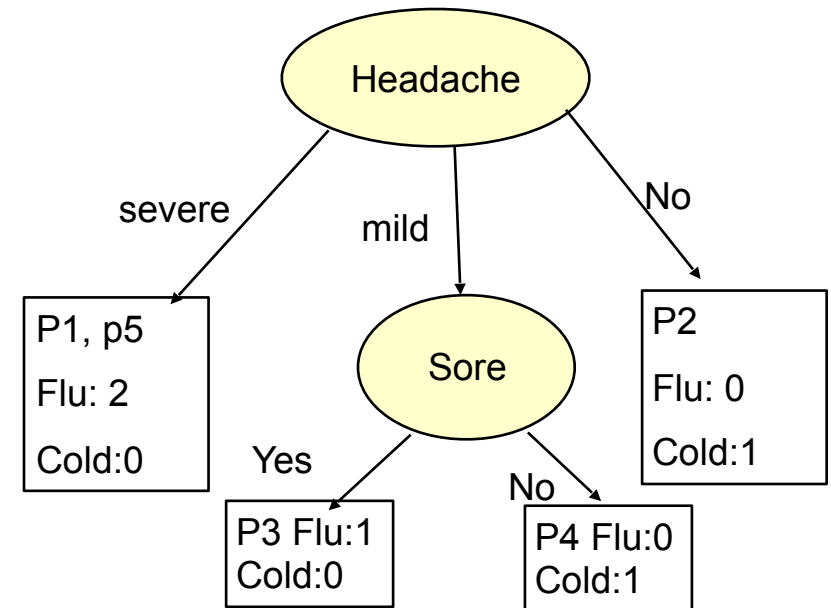 Headache
severe
mild
No
P1, p5
Flu: 2
Cold:0
Sore
P2
Flu: 0
Cold:1
Yes
No
P3 Flu:1
Cold:0
P4 Flu:0
Cold:1